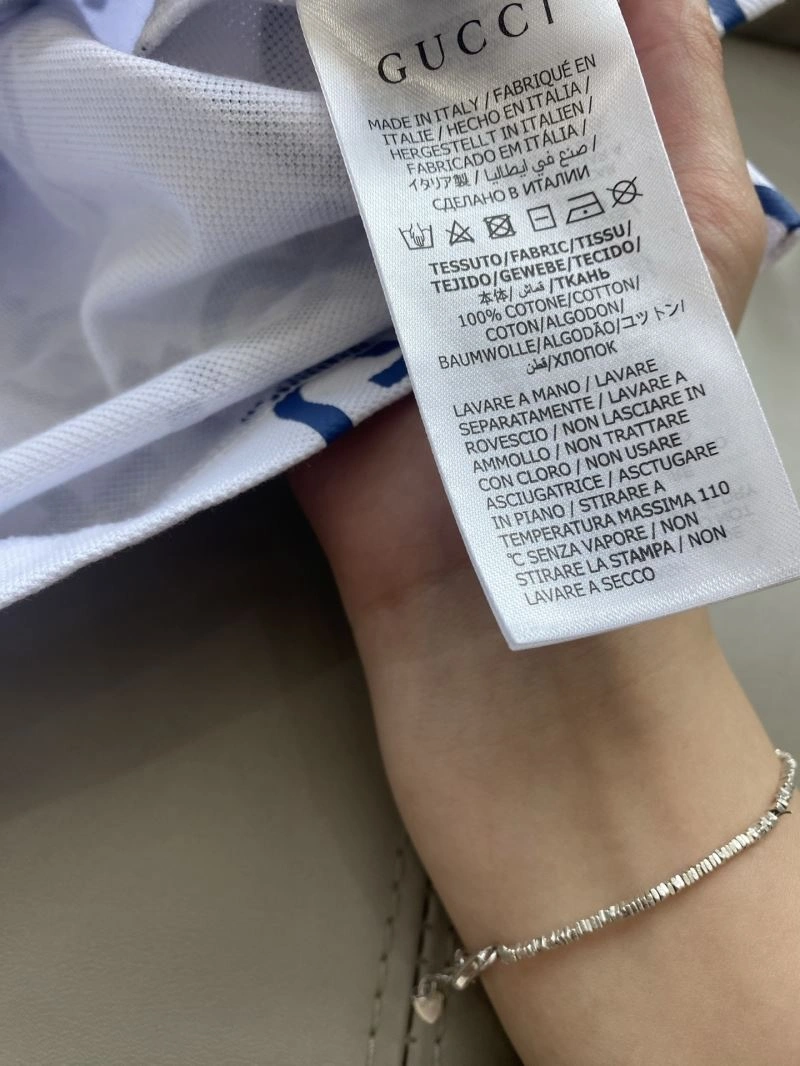 GUCCI
MADE IN ITALY / FABRIQUÉ EN
ITALIE / HECHO EN ITALIA /
HERGESTELLT IN ITALIEN /
FABRICADO EM ITÁLIA /
イタリア製 / صنع في ايطاليا /
СДЕЛАНО В ИТАЛИИ
TESSUTO/FABRIC/TISSU/
TEJIDO/GEWEBE/TECIDO/
本体/ قماش /ТКАНЬ
100% COTONE/COTTON/
COTON/ALGODON/
BAUMWOLLE/ALGODÃO/コットン/
قطن/ХЛОПОК
LAVARE A MANO / LAVARE
SEPARATAMENTE / LAVARE A
ROVESCIO / NON LASCIARE IN
AMMOLLO / NON TRATTARE
CON CLORO / NON USARE
ASCIUGATRICE / ASCTUGARE
IN PIANO / STIRARE A
TEMPERATURA MASSIMA 110
°C SENZA VAPORE / NON
STIRARE LA STAMPA / NON
LAVARE A SECCO